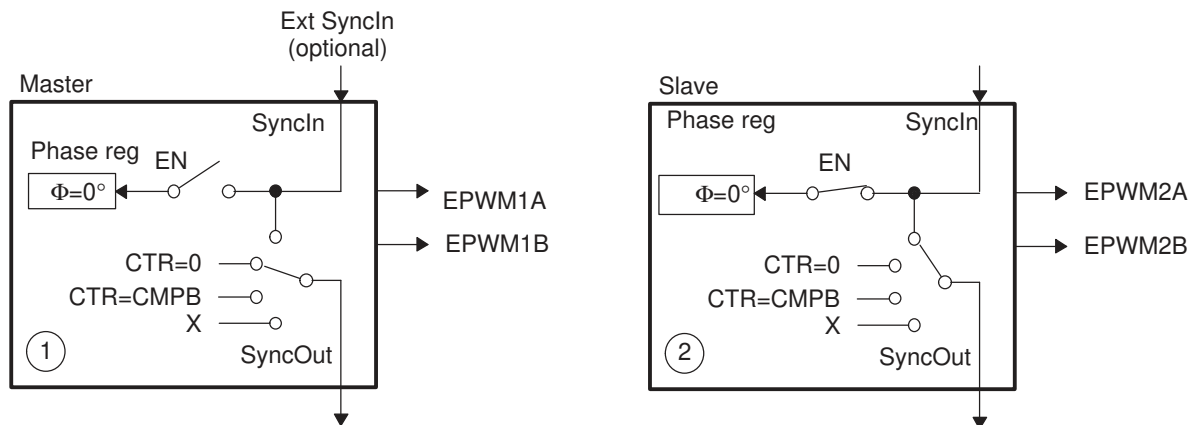 Ext SyncIn
(optional)
Master
SyncIn
Phase reg
EN
Φ=0°
EPWM1A
EPWM1B
CTR=0
CTR=CMPB
X
1
SyncOut
Slave
Phase reg
SyncIn
EN
Φ=0°
EPWM2A
EPWM2B
CTR=0
CTR=CMPB
X
2
SyncOut